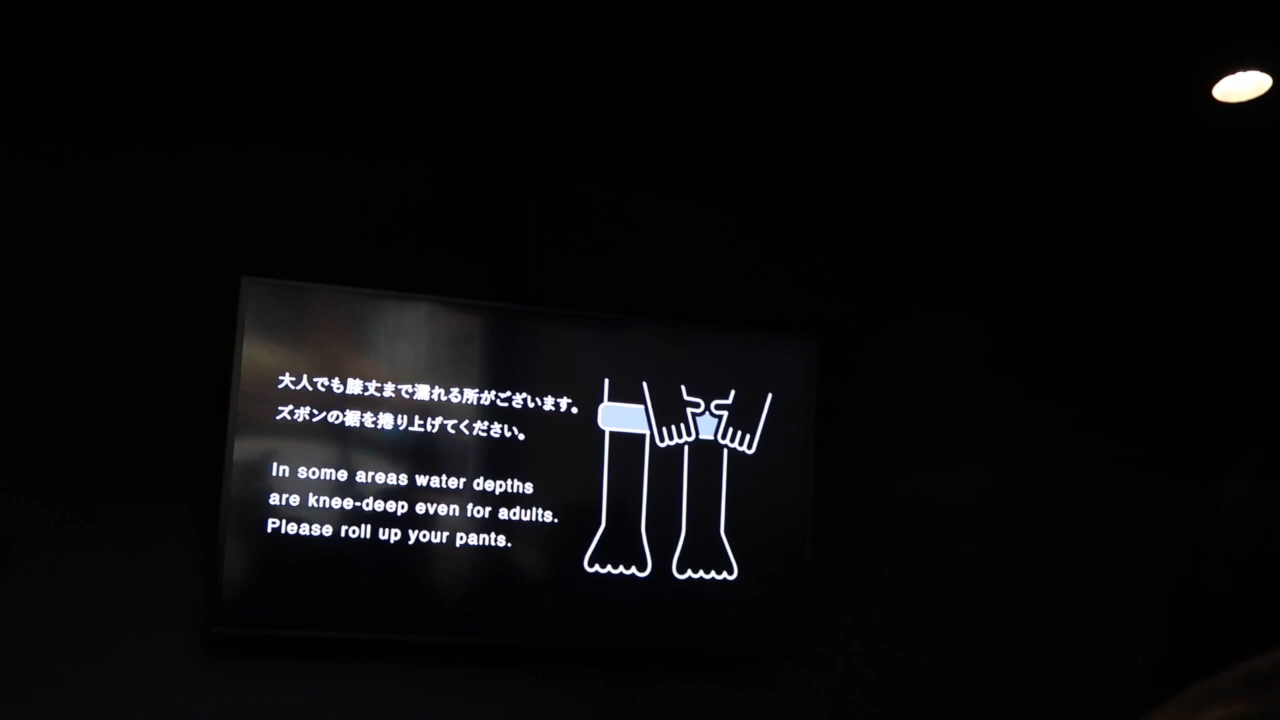 大人でも膝丈まで濡れる所がございます。
ズボンの裾を捲り上げてください。
In some areas water depths
are knee-deep even for adults.
Please roll up your pants.